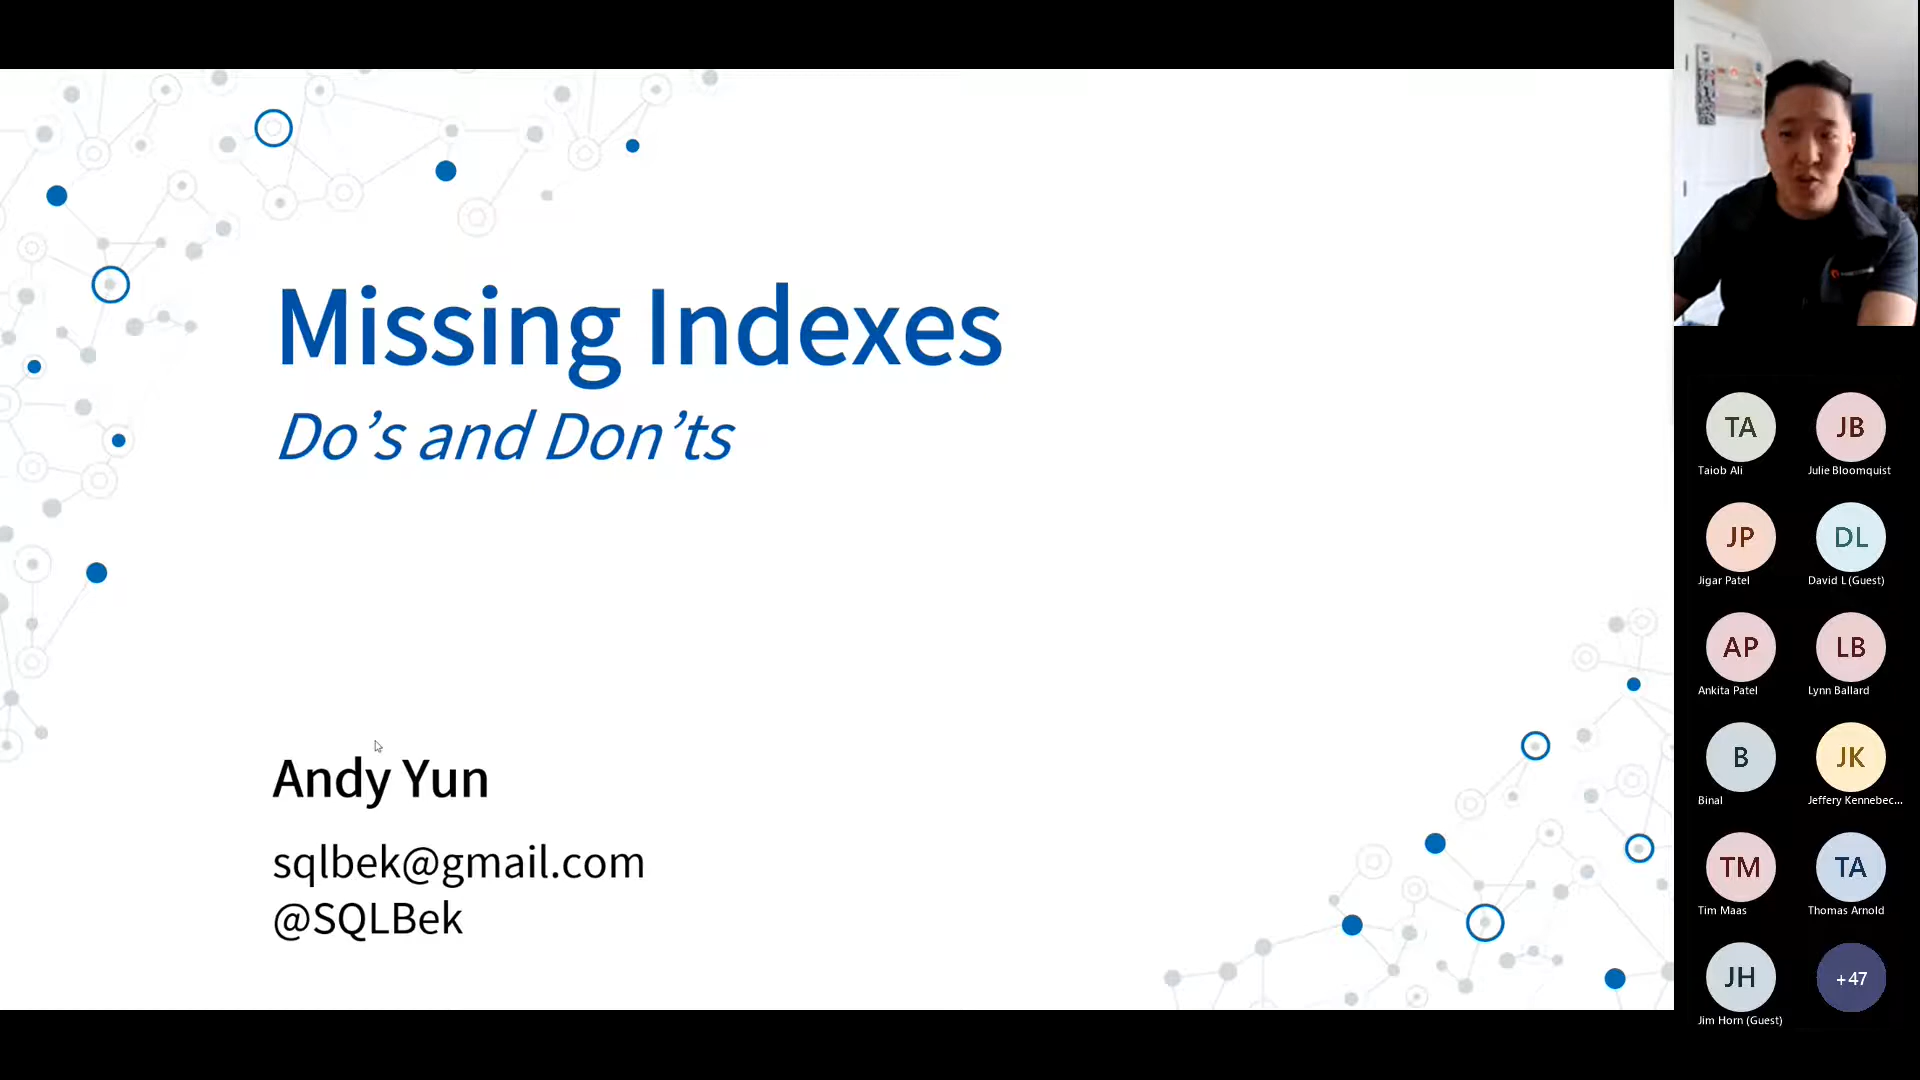 Missing Indexes
Do’s and Don’ts
Andy Yun
sqlbek@gmail.com
@SQLBek
TA
Taiob Ali
JB
Julie Bloomquist
JP
Jigar Patel
DL
David L (Guest)
AP
Ankita Patel
LB
Lynn Ballard
B
Binal
JK
Jeffery Kennebec...
TM
Tim Maas
TA
Thomas Arnold
JH
Jim Horn (Guest)
+47